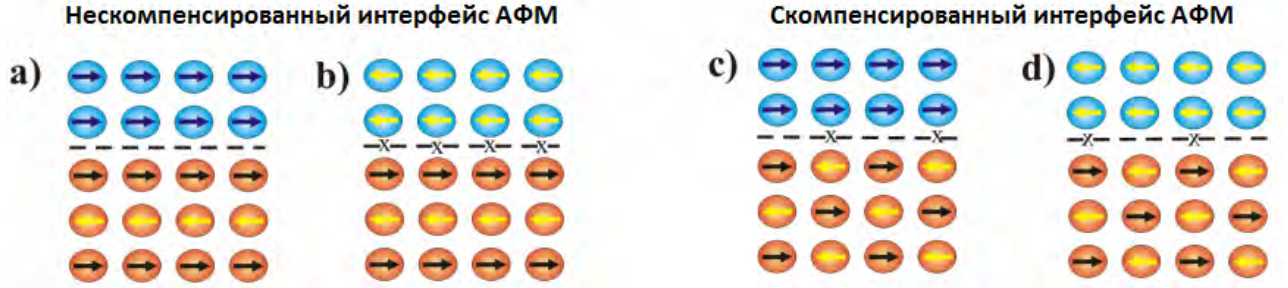 Нескомпенсированный интерфейс АФМ
Скомпенсированный интерфейс АФМ
a)
b)
c)
d)
x x x x
x x
x x